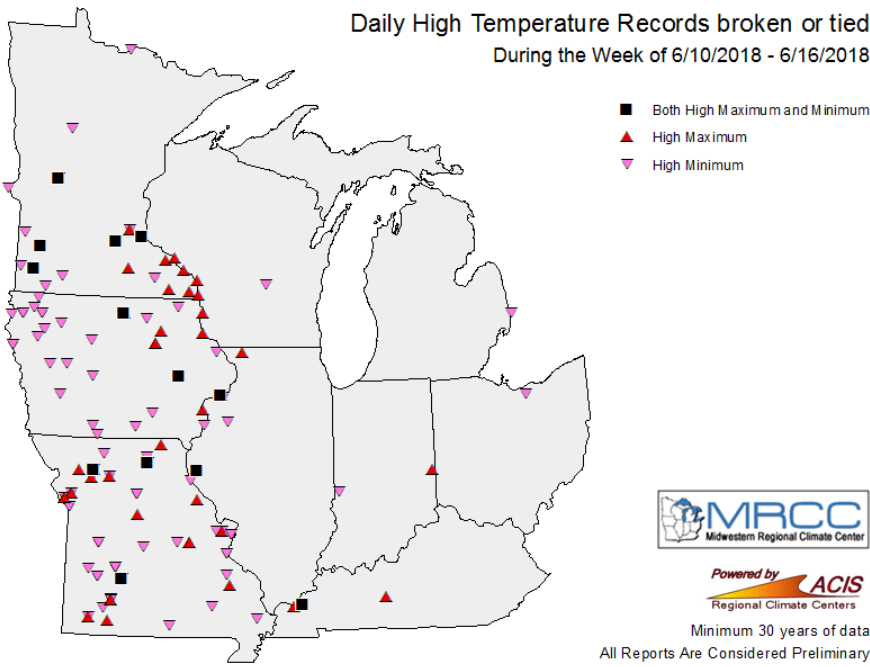 Daily High Temperature Records broken or tied
During the Week of 6/10/2018 - 6/16/2018
Both High Maximum and Minimum
High Maximum
High Minimum
MRCC
Midwestern Regional Climate Center
Powered by
ACIS
Regional Climate Centers
Minimum 30 years of data
All Reports Are Considered Preliminary